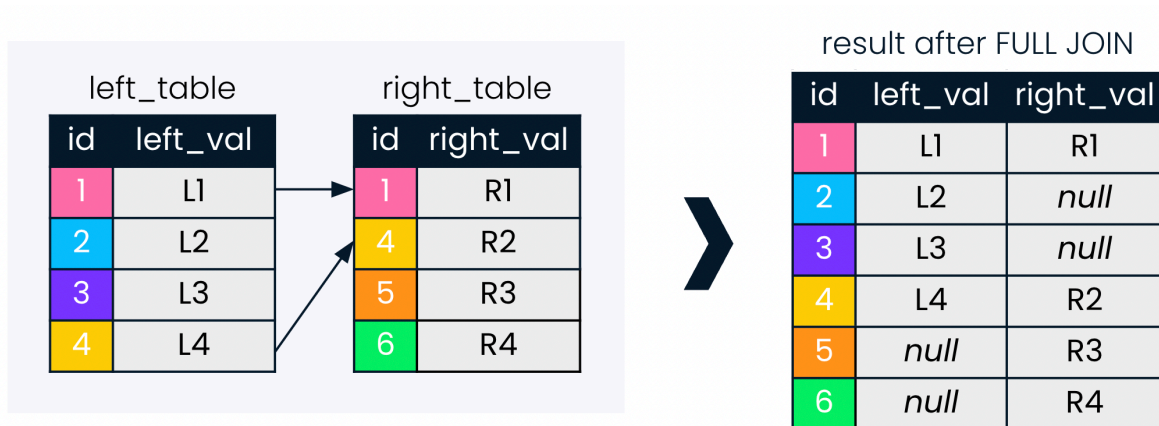 result after FULL JOIN
left_table
right_table
id left_val
1 L1
2 L2
3 L3
4 L4
id right_val
1 R1
4 R2
5 R3
6 R4
id left_val right_val
1 L1 R1
2 L2 null
3 L3 null
4 L4 R2
5 null R3
6 null R4